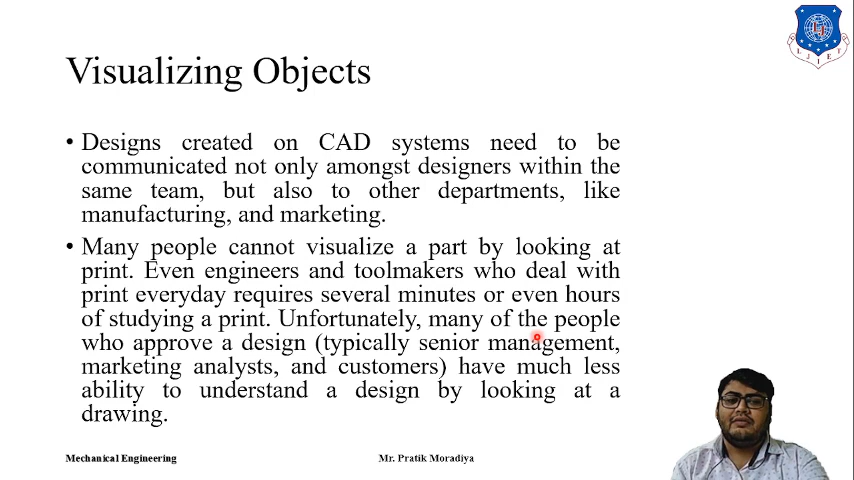 Visualizing Objects
• Designs created on CAD systems need to be
communicated not only amongst designers within the
same team, but also to other departments, like
manufacturing, and marketing.
• Many people cannot visualize a part by looking at
print. Even engineers and toolmakers who deal with
print everyday requires several minutes or even hours
of studying a print. Unfortunately, many of the people
who approve a design (typically senior management,
marketing analysts, and customers) have much less
ability to understand a design by looking at a
drawing.
Mechanical Engineering
Mr. Pratik Moradiya
LJIET